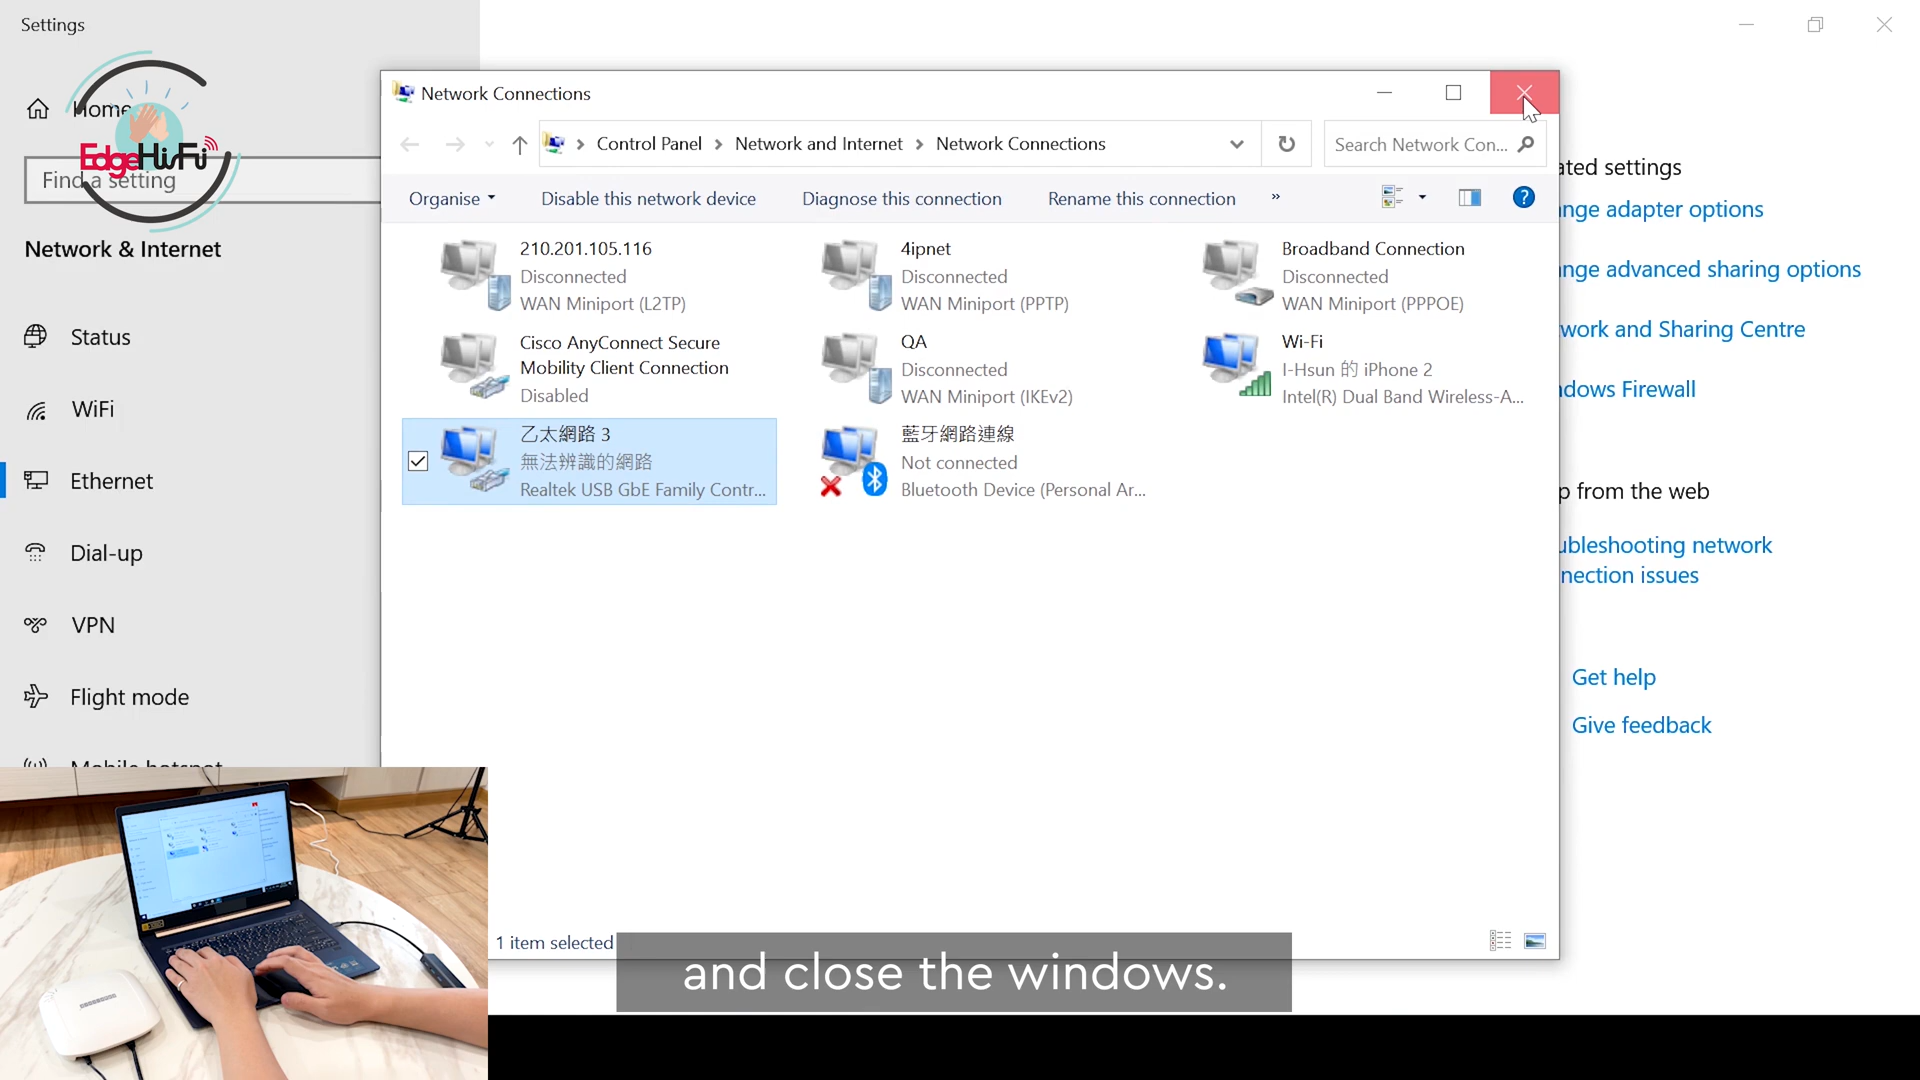 Settings
Home
EdgeHisFi
Find a setting
Network & Internet
Status
WiFi
Ethernet
Dial-up
VPN
Flight mode
Mobile hotspot
Network Connections
Control Panel > Network and Internet > Network Connections
Search Network Con...
Organise
Disable this network device
Diagnose this connection
Rename this connection
»
210.201.105.116
Disconnected
WAN Miniport (L2TP)
4ipnet
Disconnected
WAN Miniport (PPTP)
Broadband Connection
Disconnected
WAN Miniport (PPPOE)
Cisco AnyConnect Secure
Mobility Client Connection
Disabled
QA
Disconnected
WAN Miniport (IKEv2)
Wi-Fi
I-Hsun 的 iPhone 2
Intel(R) Dual Band Wireless-A...
乙太網路 3
無法辨識的網路
Realtek USB GbE Family Contr...
藍牙網路連線
Not connected
Bluetooth Device (Personal Ar...
1 item selected
ated settings
nge adapter options
nge advanced sharing options
work and Sharing Centre
dows Firewall
p from the web
ubleshooting network
nection issues
Get help
Give feedback
and close the windows.